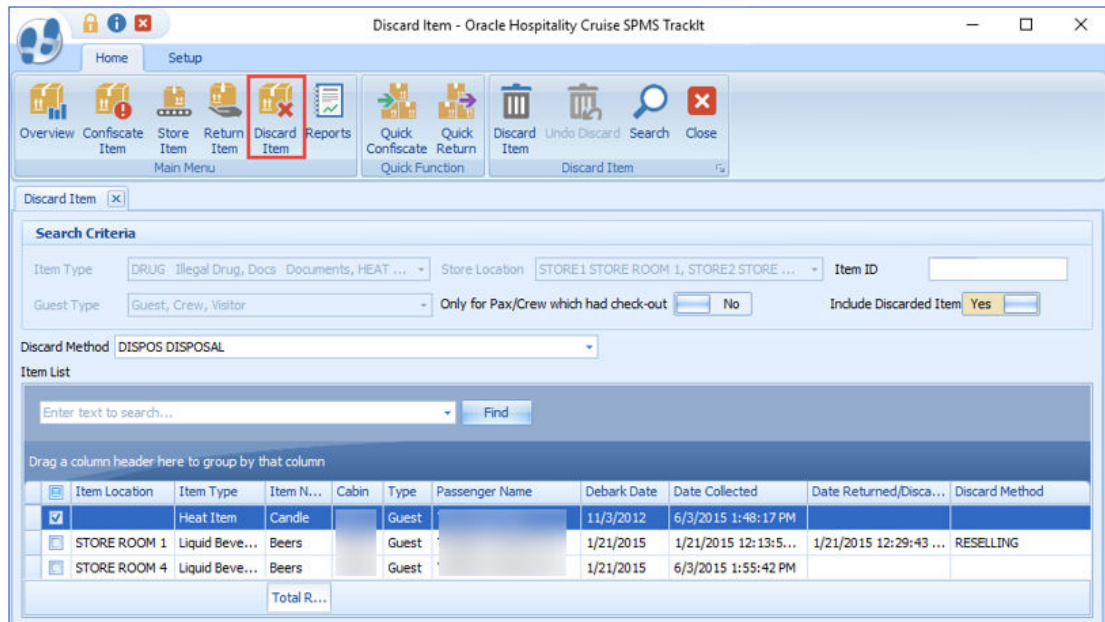 Discard Item - Oracle Hospitality Cruise SPMS TrackIt
Home Setup
Overview Confiscate Item Store Item Return Item Discard Item Reports Quick Confiscate Quick Return Discard Item Undo Discard Search Close
Main Menu Quick Function Discard Item
Discard Item
Search Criteria
Item Type DRUG Illegal Drug, Docs Documents, HEAT ... Store Location STORE1 STORE ROOM 1, STORE2 STORE ... Item ID
Guest Type Guest, Crew, Visitor Only for Pax/Crew which had check-out No Include Discarded Item Yes
Discard Method DISPOS DISPOSAL
Item List
Enter text to search... Find
Drag a column header here to group by that column
Item Location Item Type Item N... Cabin Type Passenger Name Debark Date Date Collected Date Returned/Disca... Discard Method
Heat Item Candle Guest 11/3/2012 6/3/2015 1:48:17 PM
STORE ROOM 1 Liquid Beve... Beers Guest 1/21/2015 1/21/2015 12:13:5... 1/21/2015 12:29:43 ... RESELLING
STORE ROOM 4 Liquid Beve... Beers Guest 1/21/2015 6/3/2015 1:55:42 PM
Total R...